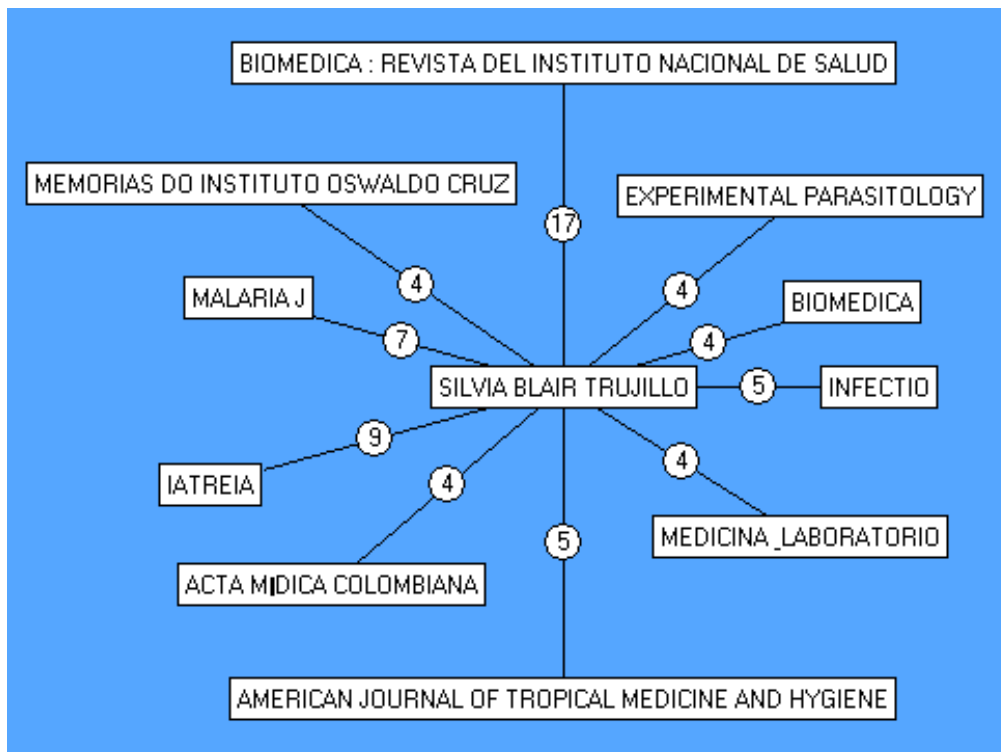 BIOMEDICA : REVISTA DEL INSTITUTO NACIONAL DE SALUD
MEMORIAS DO INSTITUTO OSWALDO CRUZ
EXPERIMENTAL PARASITOLOGY
17
4
4
MALARIA J
BIOMEDICA
7
4
SILVIA BLAIR TRUJILLO
5
INFECTIO
9
4
IATREIA
4
5
MEDICINA_LABORATORIO
ACTA MIDICA COLOMBIANA
AMERICAN JOURNAL OF TROPICAL MEDICINE AND HYGIENE